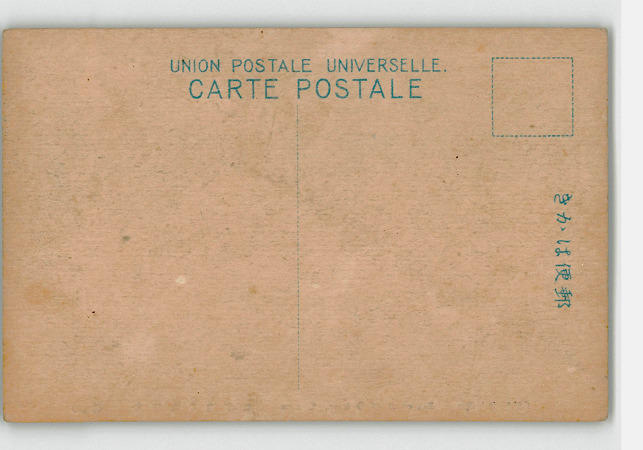 UNION POSTALE UNIVERSELLE.
CARTE POSTALE
郵便はかき